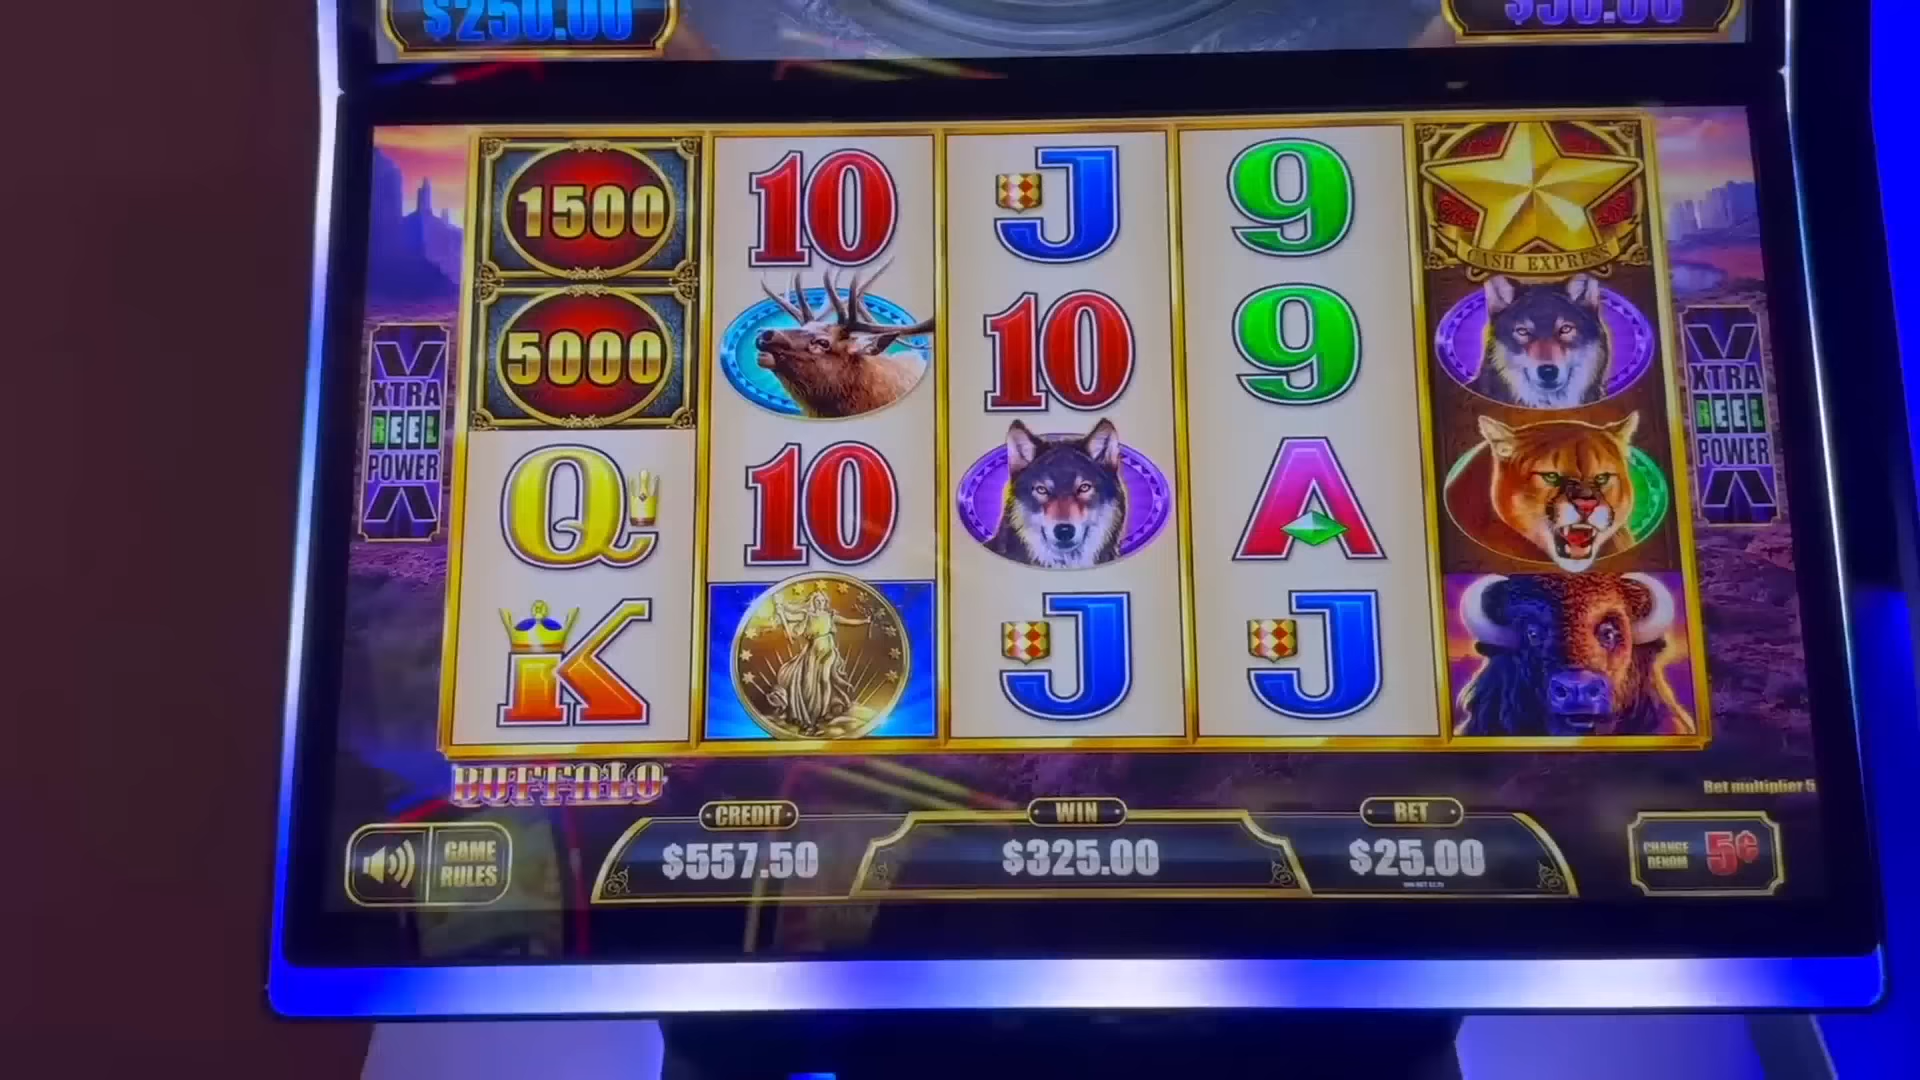 $250.00
1500 10 J 9
CASH EXPRESS
5000 10 9
XTRA
REEL
POWER
XTRA
REEL
POWER
Q 10 A
K J J
BUFFALO
Bet multiplier 5
CREDIT WIN BET
GAME
RULES
$557.50 $325.00 $25.00
CHANGE
DENOM
5¢